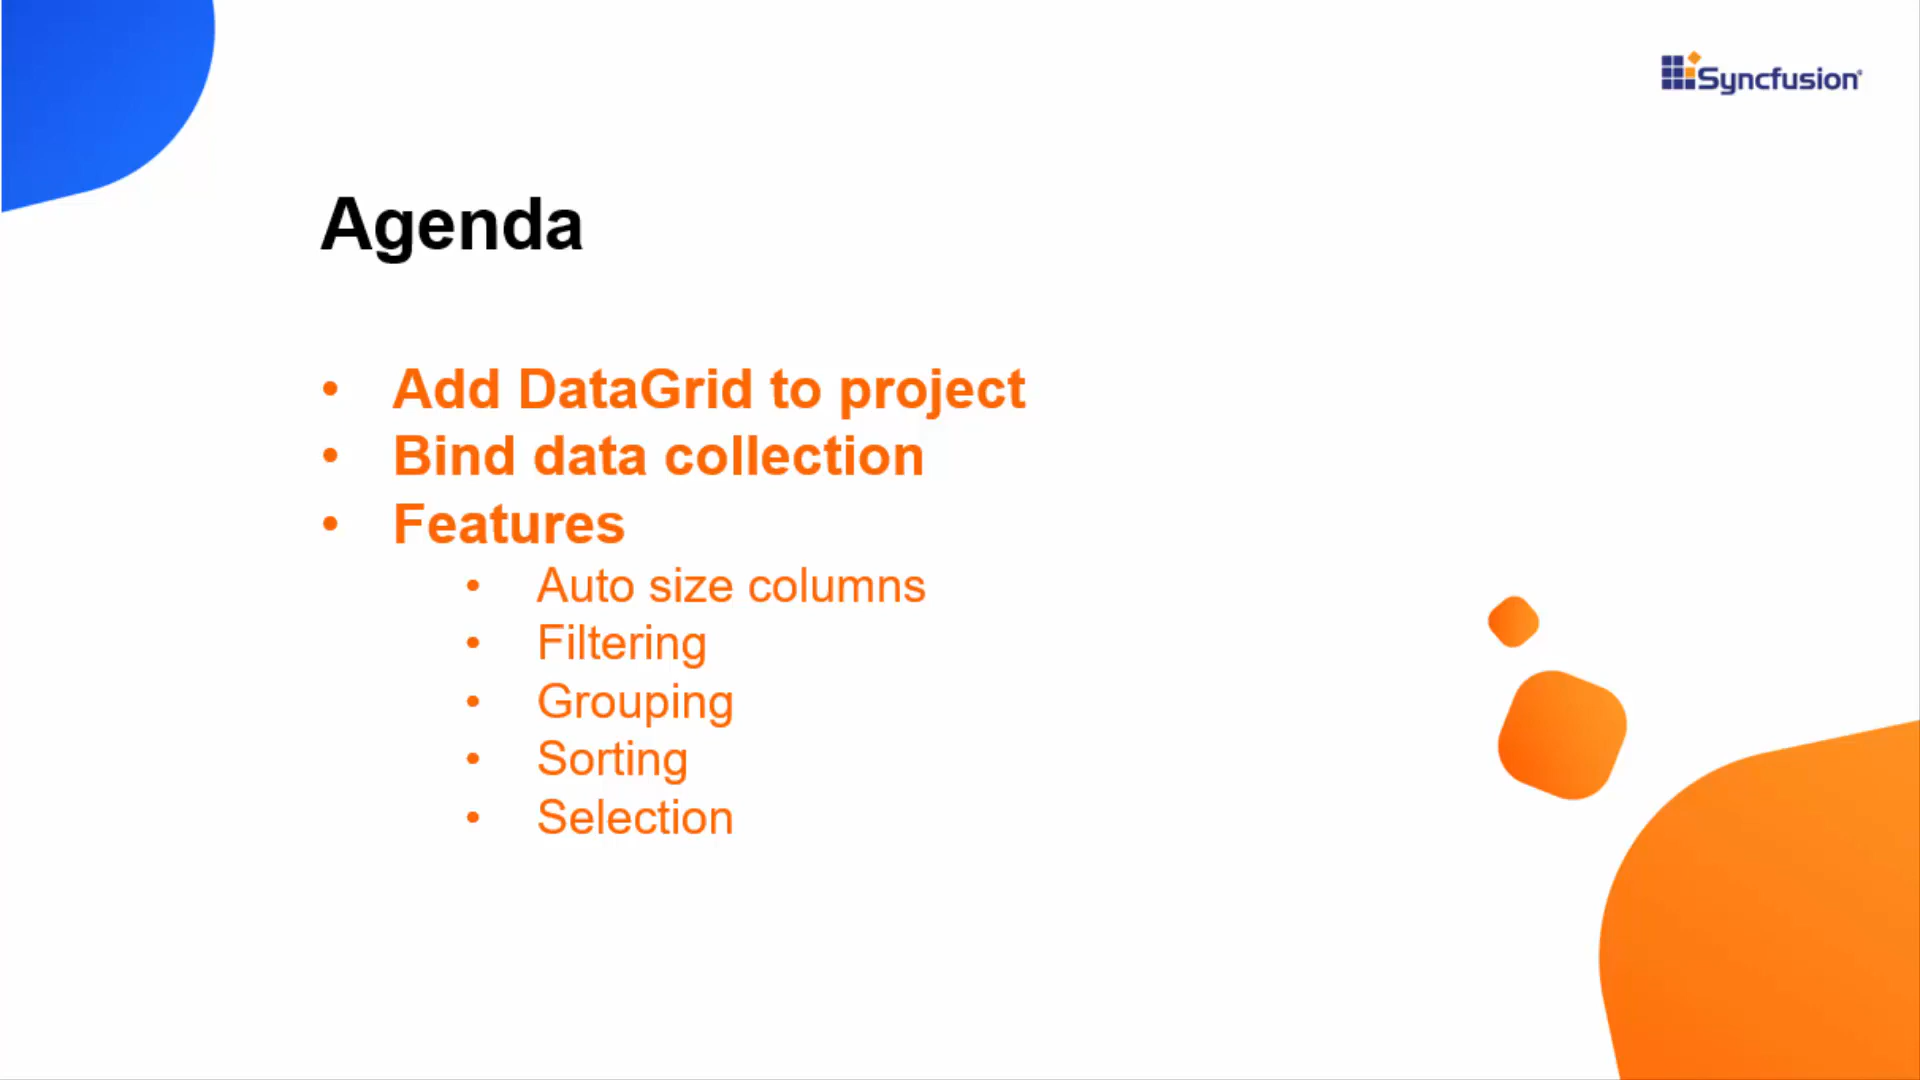 Syncfusion®
Agenda
• Add DataGrid to project
• Bind data collection
• Features
• Auto size columns
• Filtering
• Grouping
• Sorting
• Selection